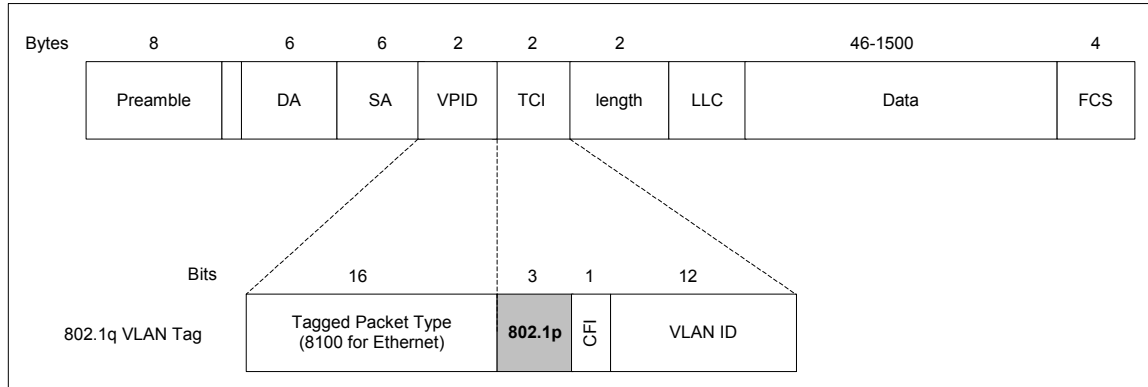 Bytes 8 6 6 2 2 2 46-1500 4
Preamble DA SA VPID TCI length LLC Data FCS
Bits 16 3 1 12
802.1q VLAN Tag
Tagged Packet Type
(8100 for Ethernet)
802.1p
CFI
VLAN ID